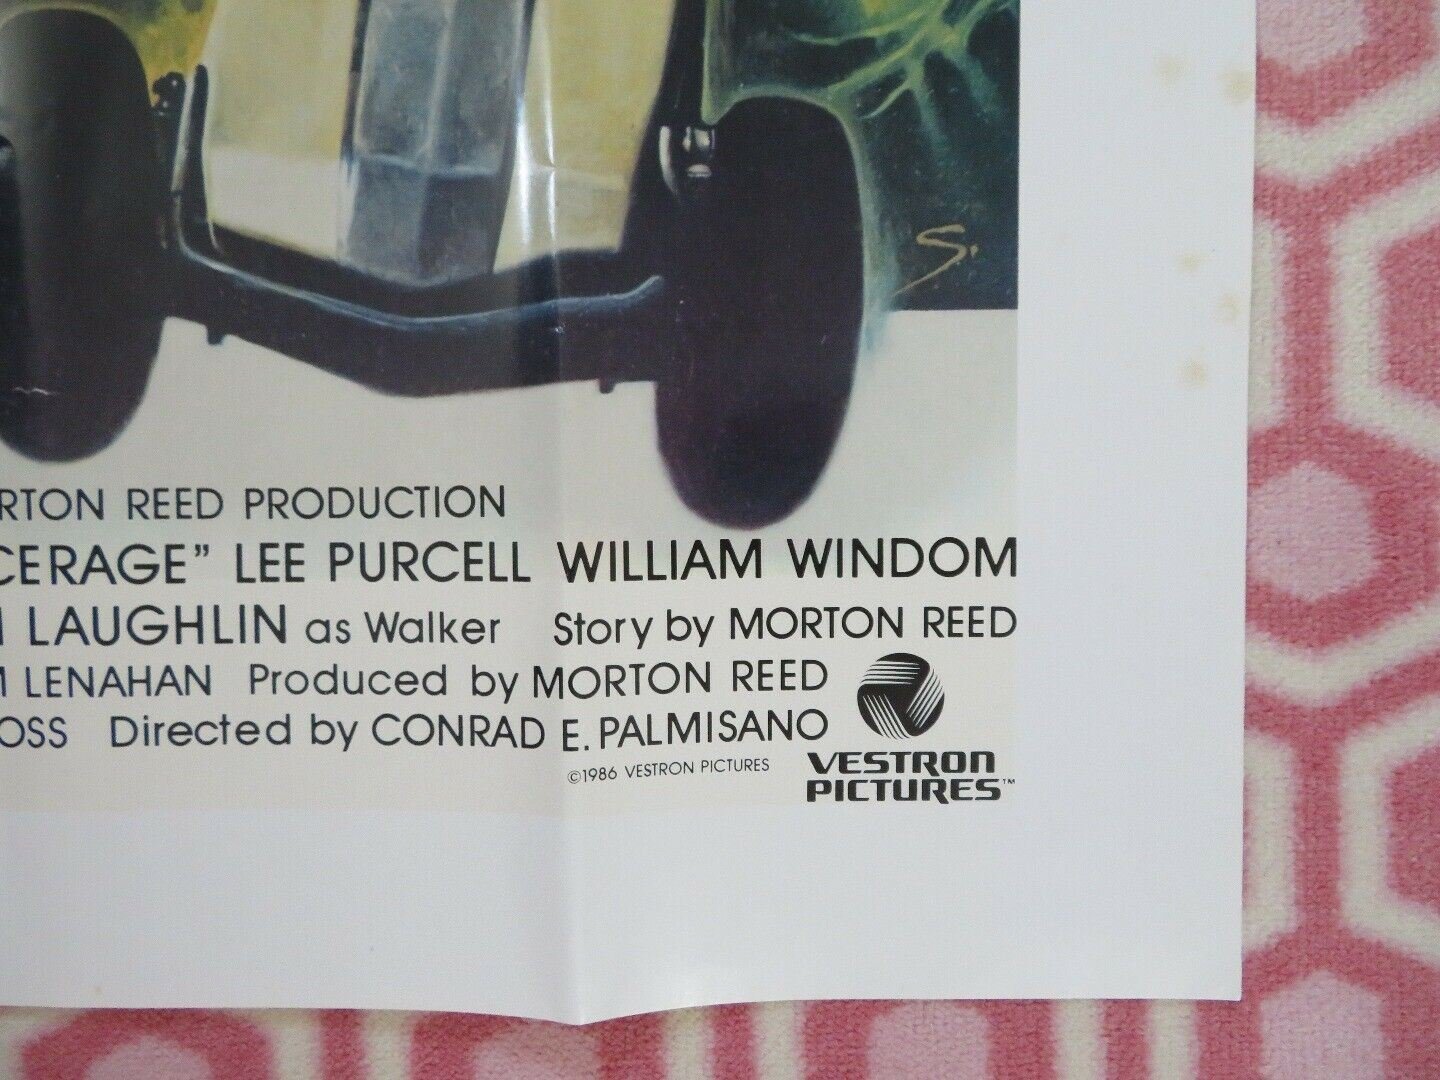 S.
RTON REED PRODUCTION
CERAGE” LEE PURCELL WILLIAM WINDOM
LAUGHLIN as Walker Story by MORTON REED
M LENAHAN Produced by MORTON REED
OSS Directed by CONRAD E. PALMISANO
©1986 VESTRON PICTURES
VESTRON
PICTURES™